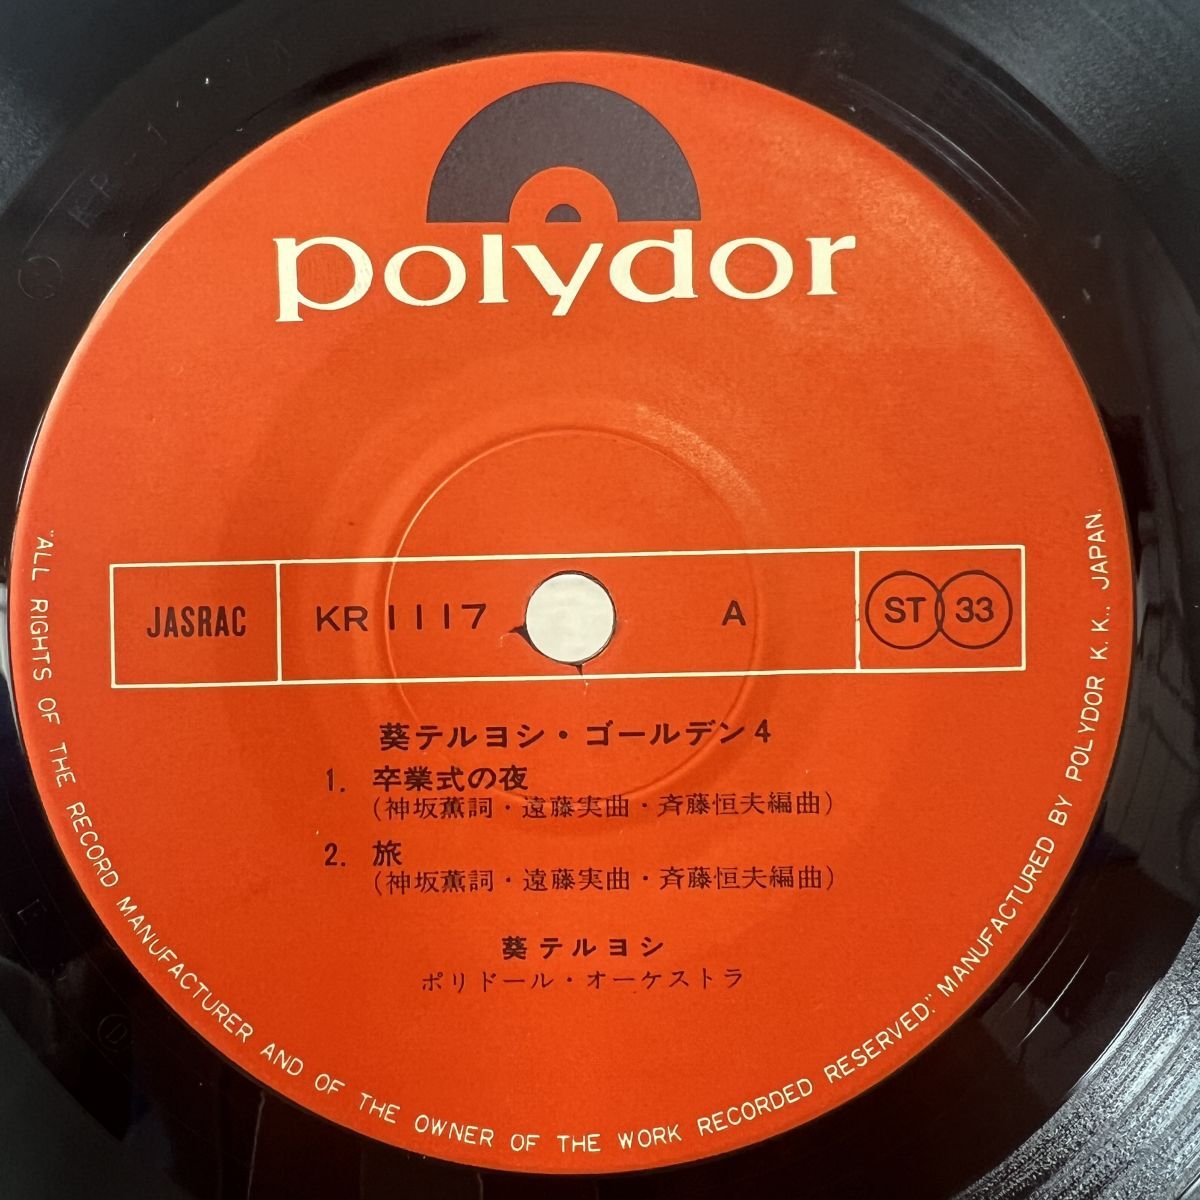 polydor
JASRAC
KR 1117
A
ST 33
葵テルヨシ・ゴールデン4
1. 卒業式の夜
(神坂薫詞・遠藤実曲・斉藤恒夫編曲)
2. 旅
(神坂薫詞・遠藤実曲・斉藤恒夫編曲)
葵テルヨシ
ポリドール・オーケストラ
"ALL RIGHTS OF THE RECORD MANUFACTURER AND OF THE OWNER OF THE WORK RECORDED RESERVED." MANUFACTURED BY POLYDOR K.K., JAPAN.